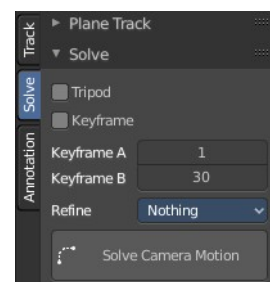 Track
Solve
Annotation
Plane Track
Solve
Tripod
Keyframe
Keyframe A 1
Keyframe B 30
Refine Nothing
Solve Camera Motion